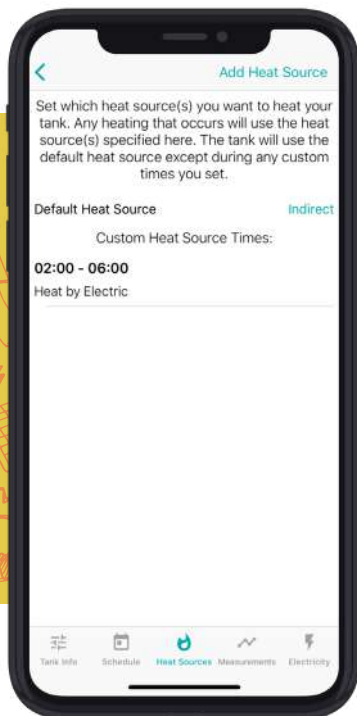 Add Heat Source
Set which heat source(s) you want to heat your
tank. Any heating that occurs will use the heat
source(s) specified here. The tank will use the
default heat source except during any custom
times you set.
Default Heat Source Indirect
Custom Heat Source Times:
02:00 - 06:00
Heat by Electric
Tank Info Schedule Heat Sources Measurements Electricity